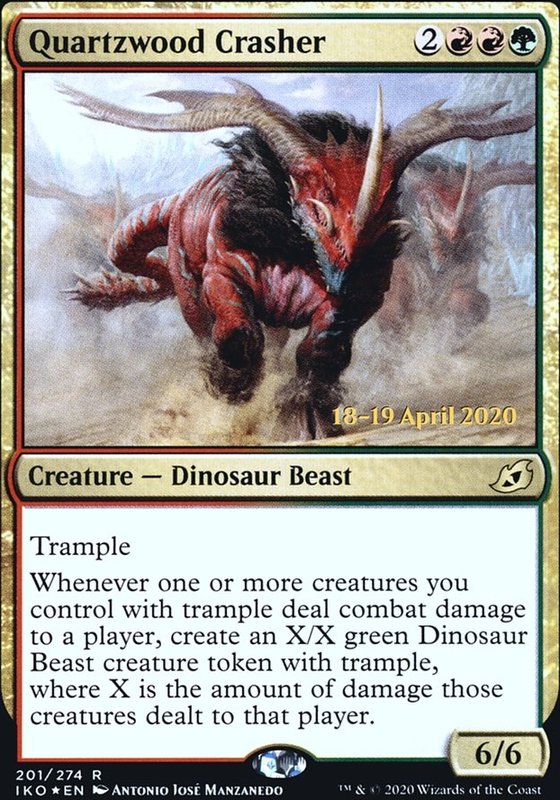 Quartzwood Crasher 2
18–19 April 2020
Creature — Dinosaur Beast
Trample
Whenever one or more creatures you
control with trample deal combat damage
to a player, create an X/X green Dinosaur
Beast creature token with trample,
where X is the amount of damage those
creatures dealt to that player.
6/6
201/274 R
IKO ★ EN Antonio José Manzanedo
™ & © 2020 Wizards of the Coast